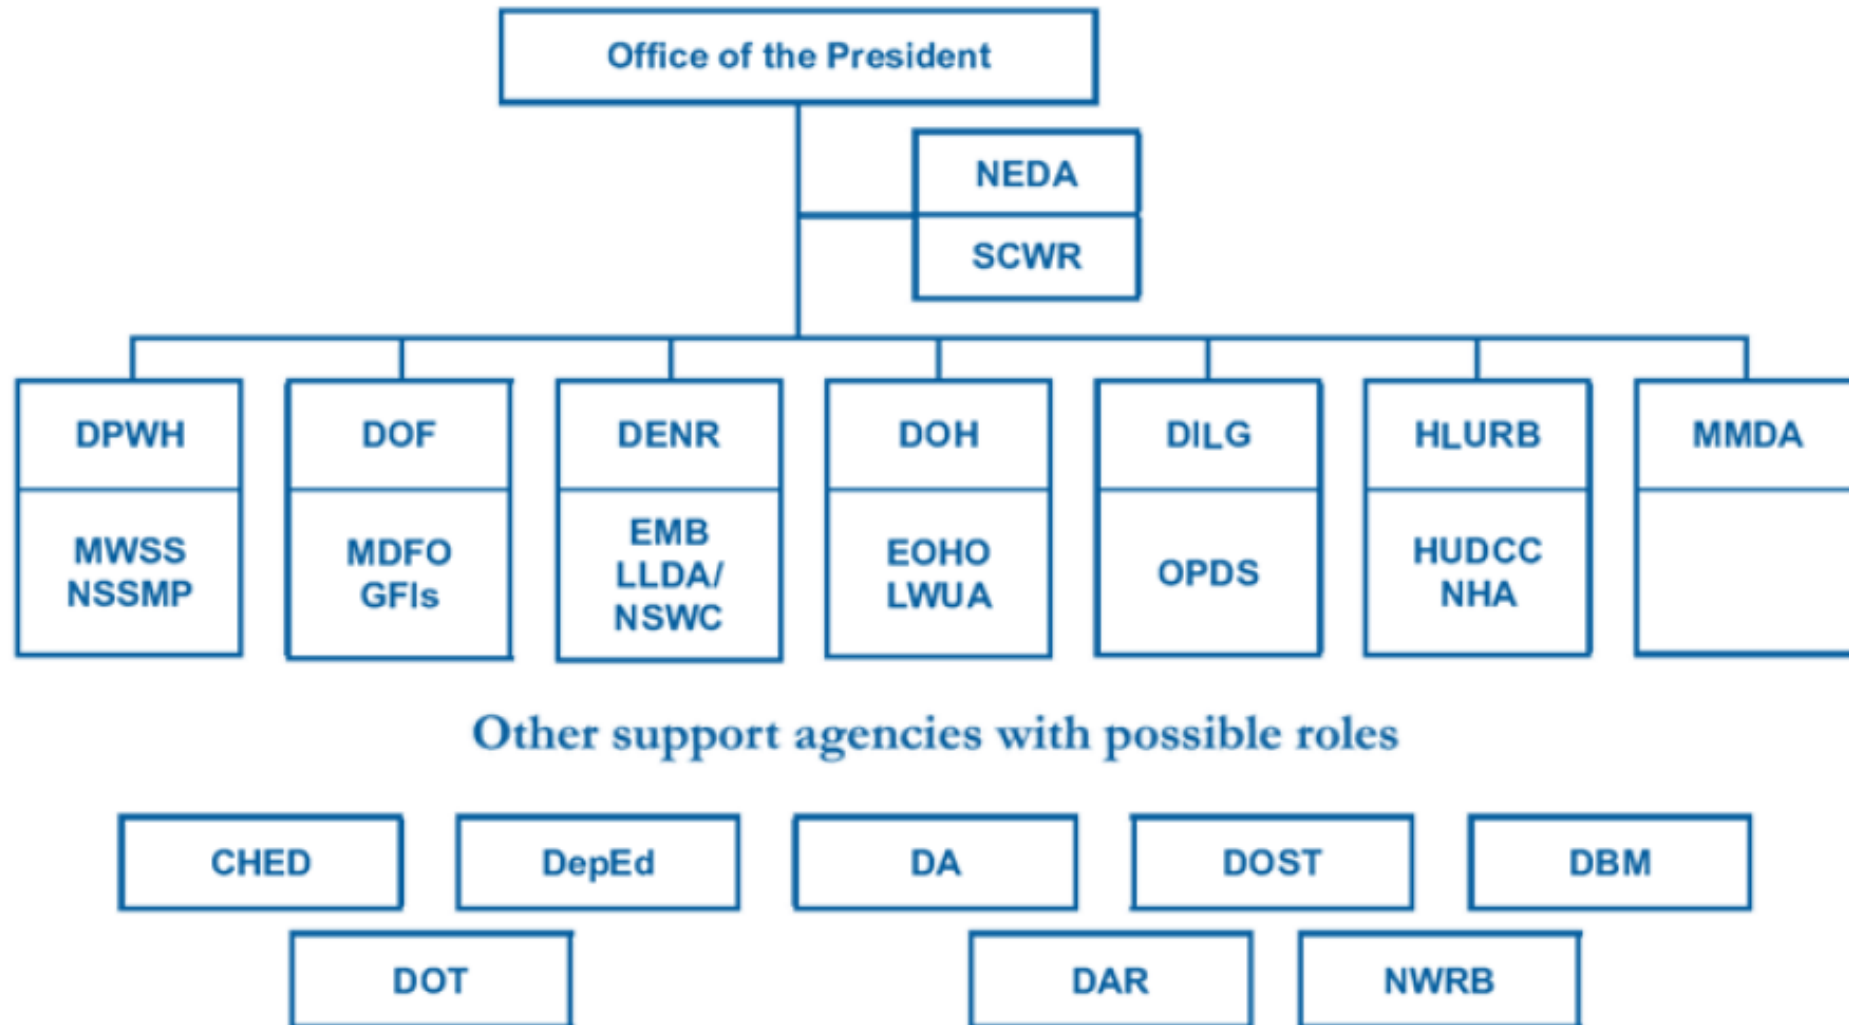 Office of the President
NEDA
SCWR
DPWH
DOF
DENR
DOH
DILG
HLURB
MMDA
MWSS
NSSMP
MDFO
GFIs
EMB
LLDA/
NSWC
EOHO
LWUA
OPDS
HUDCC
NHA
Other support agencies with possible roles
CHED
DepEd
DA
DOST
DBM
DOT
DAR
NWRB